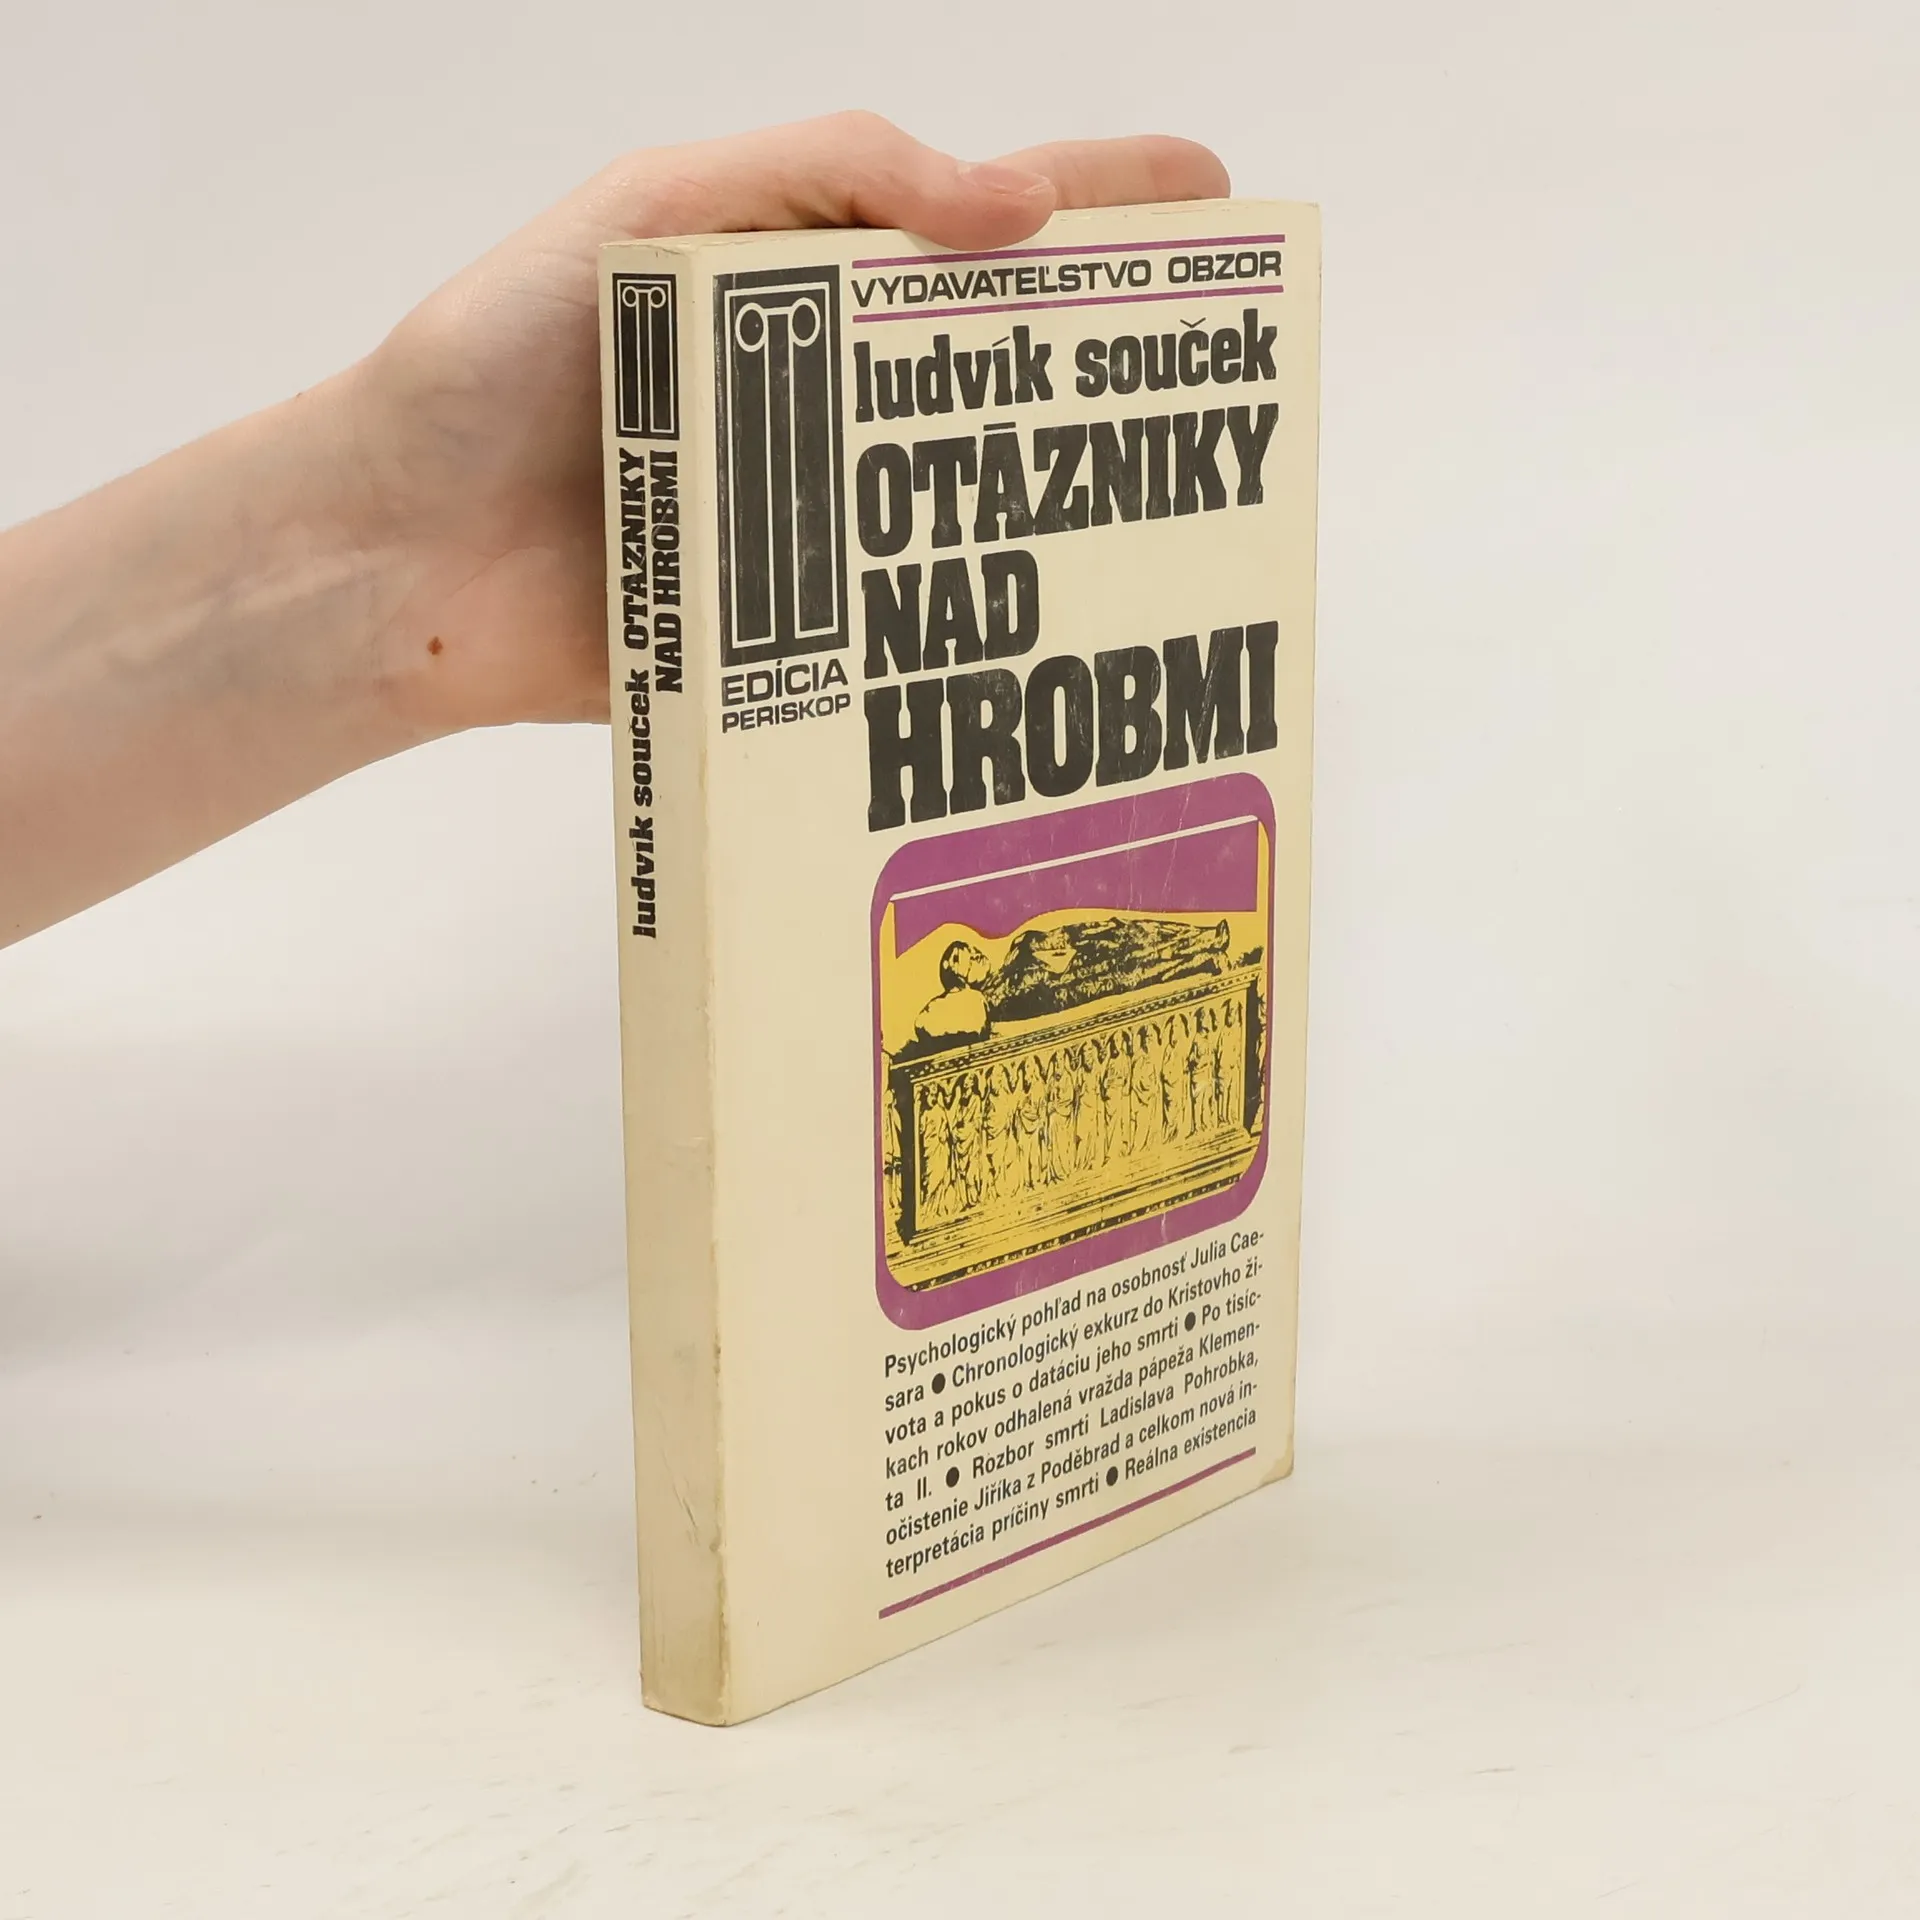 VYDAVATEĽSTVO OBZOR
ludvík souček
OTÁZNIKY
NAD
HROBMI
EDÍCIA
PERISKOP
Psychologický pohľad na osobnosť Julia Cae-
sara ● Chronologický exkurz do Kristovho ži-
vota a pokus o datáciu jeho smrti ● Po tisíc-
kach rokov odhalená vražda pápeža Klemen-
ta II. ● Rozbor smrti Ladislava Pohrobka,
očistenie Jiříka z Poděbrad a celkom nová in-
terpretácia príčiny smrti ● Reálna existencia
ludvík souček OTÁZNIKY
NAD HROBMI